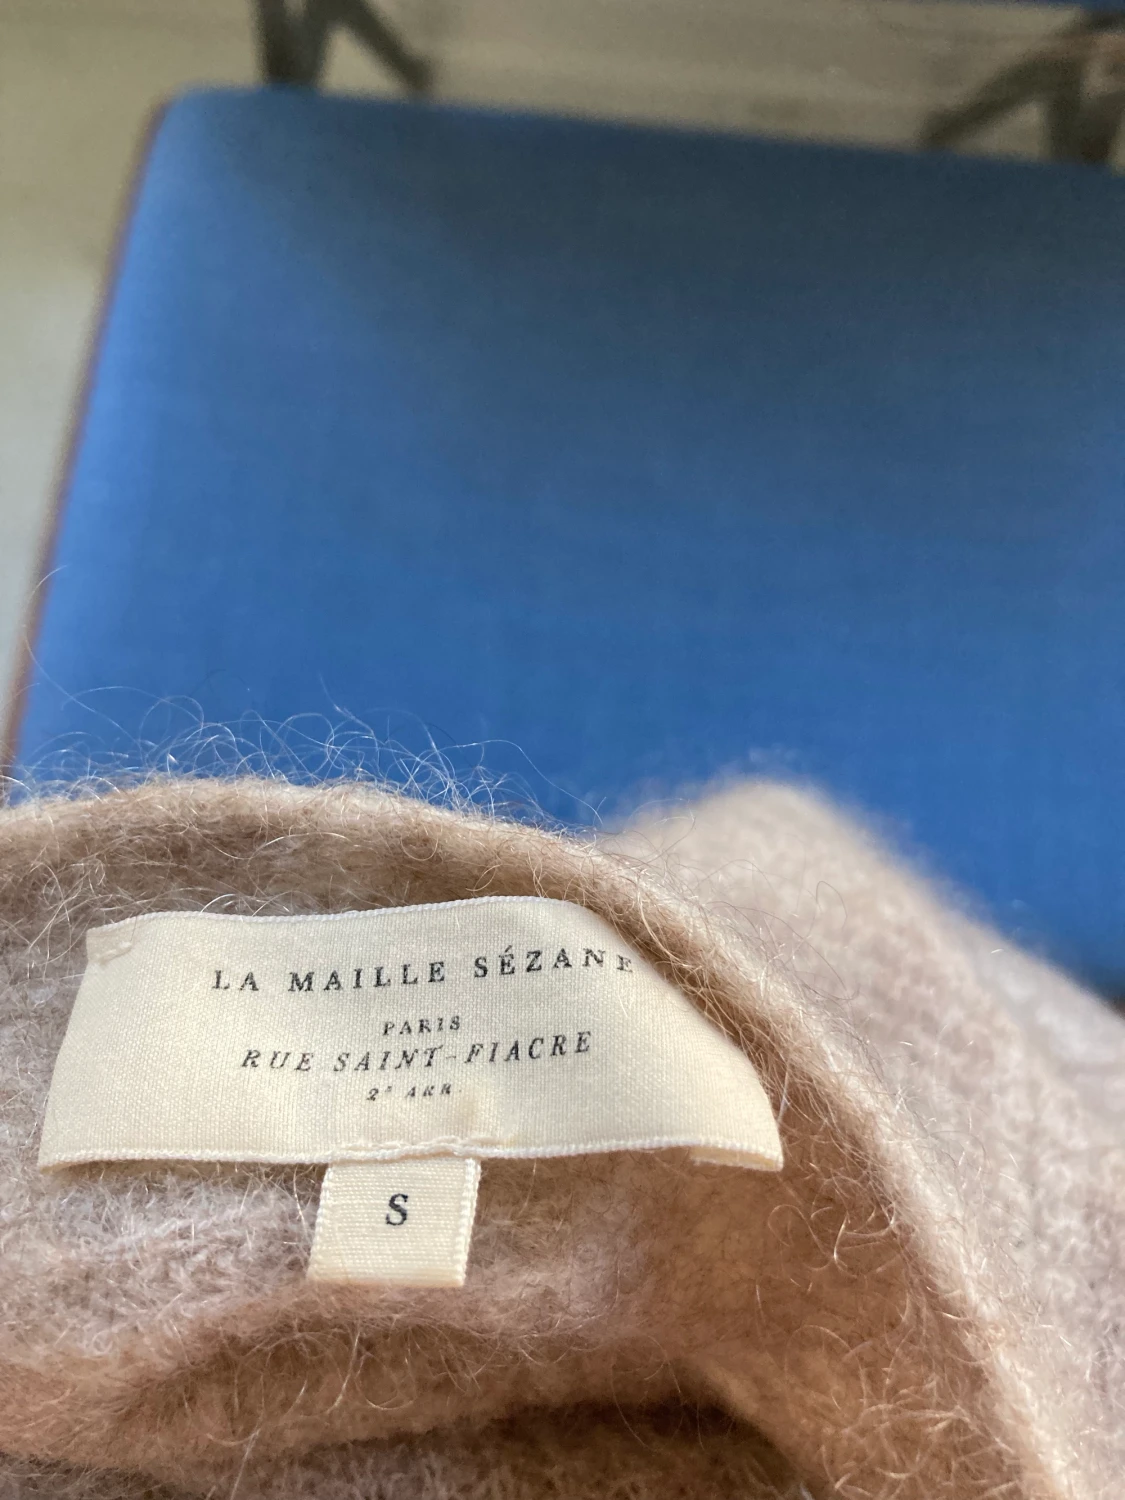 LA MAILLE SÉZANE
PARIS
RUE SAINT-FIACRE
2e ARR
S